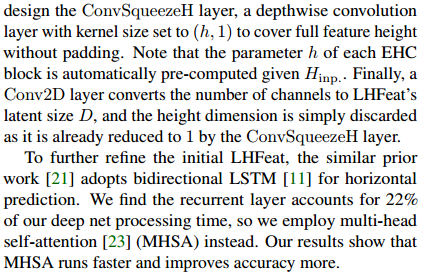 design the ConvSqueezeH layer, a depthwise convolution
layer with kernel size set to (h, 1) to cover full feature height
without padding. Note that the parameter h of each EHC
block is automatically pre-computed given H_inp.. Finally, a
Conv2D layer converts the number of channels to LHFeat's
latent size D, and the height dimension is simply discarded
as it is already reduced to 1 by the ConvSqueezeH layer.
To further refine the initial LHFeat, the similar prior
work [21] adopts bidirectional LSTM [11] for horizontal
prediction. We find the recurrent layer accounts for 22%
of our deep net processing time, so we employ multi-head
self-attention [23] (MHSA) instead. Our results show that
MHSA runs faster and improves accuracy more.